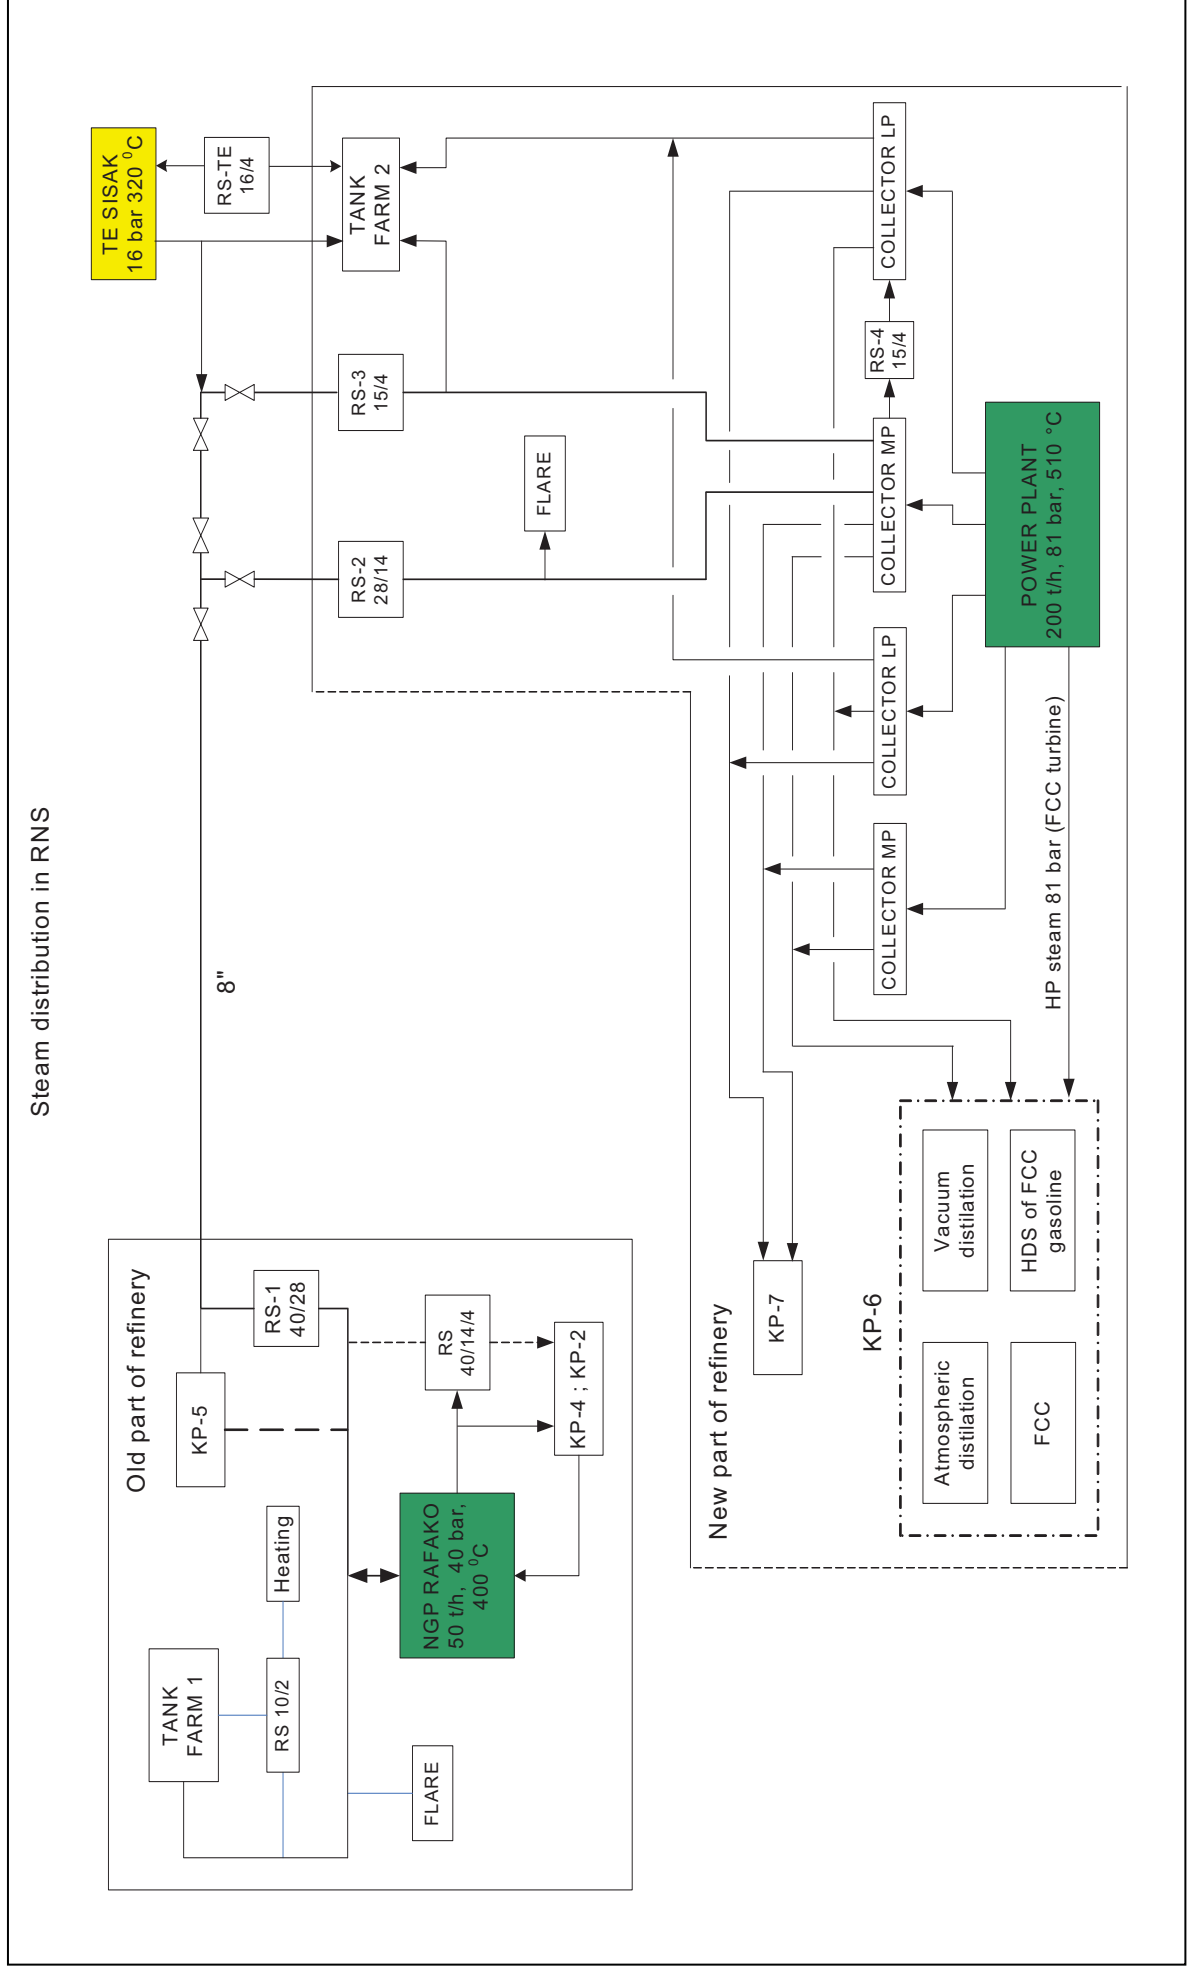 Steam distribution in RNS
Old part of refinery
TANK
FARM 1
RS 10/2
Heating
FLARE
KP-5
RS-1
40/28
NGP RAFAKO
50 t/h, 40 bar,
400 ⁰C
RS
40/14/4
KP-4 ; KP-2
8"
TE SISAK
16 bar 320 ⁰C
RS-TE
16/4
TANK
FARM 2
RS-3
15/4
RS-2
28/14
FLARE
New part of refinery
KP-7
KP-6
Atmospheric
distilation
Vacuum
distilation
FCC
HDS of FCC
gasoline
COLLECTOR MP
COLLECTOR LP
COLLECTOR MP
RS-4
15/4
COLLECTOR LP
HP steam 81 bar (FCC turbine)
POWER PLANT
200 t/h, 81 bar, 510 °C